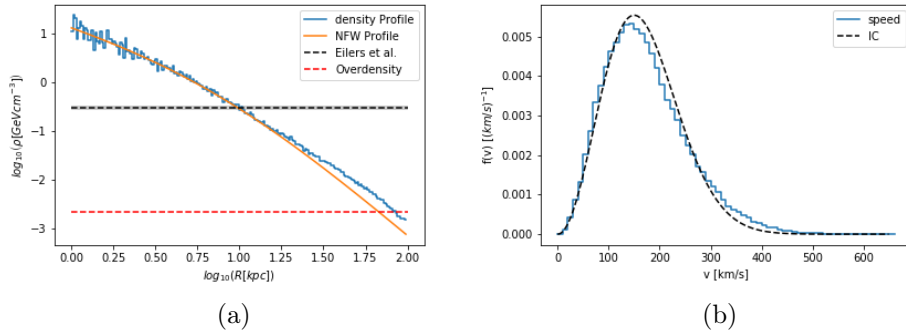 density Profile
NFW Profile
Eilers et al.
Overdensity
log₁₀(ρ[GeVcm⁻³])
1
0
−1
−2
−3
0.00 0.25 0.50 0.75 1.00 1.25 1.50 1.75 2.00
log₁₀(R[kpc])
(a)
speed
IC
f(v) [(km/s)⁻¹]
0.005
0.004
0.003
0.002
0.001
0.000
0 100 200 300 400 500 600
v [km/s]
(b)